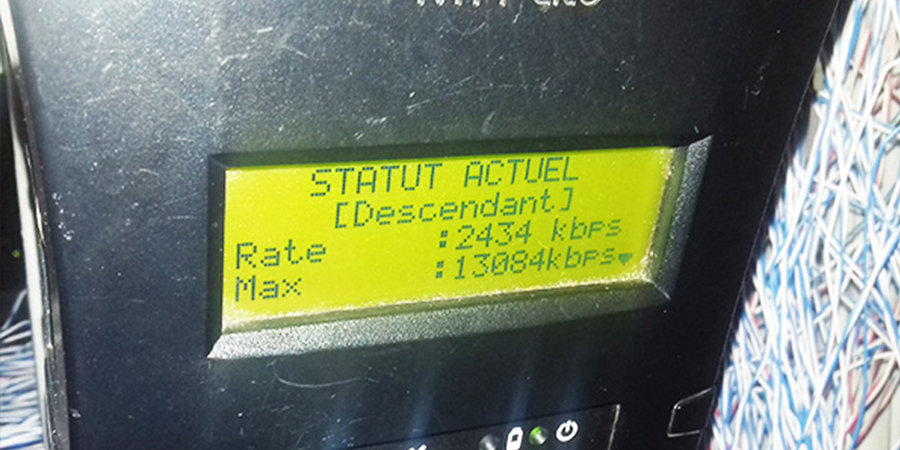 STATUT ACTUEL
[Descendant]
Rate :2434 kbps
Max :13084kbps